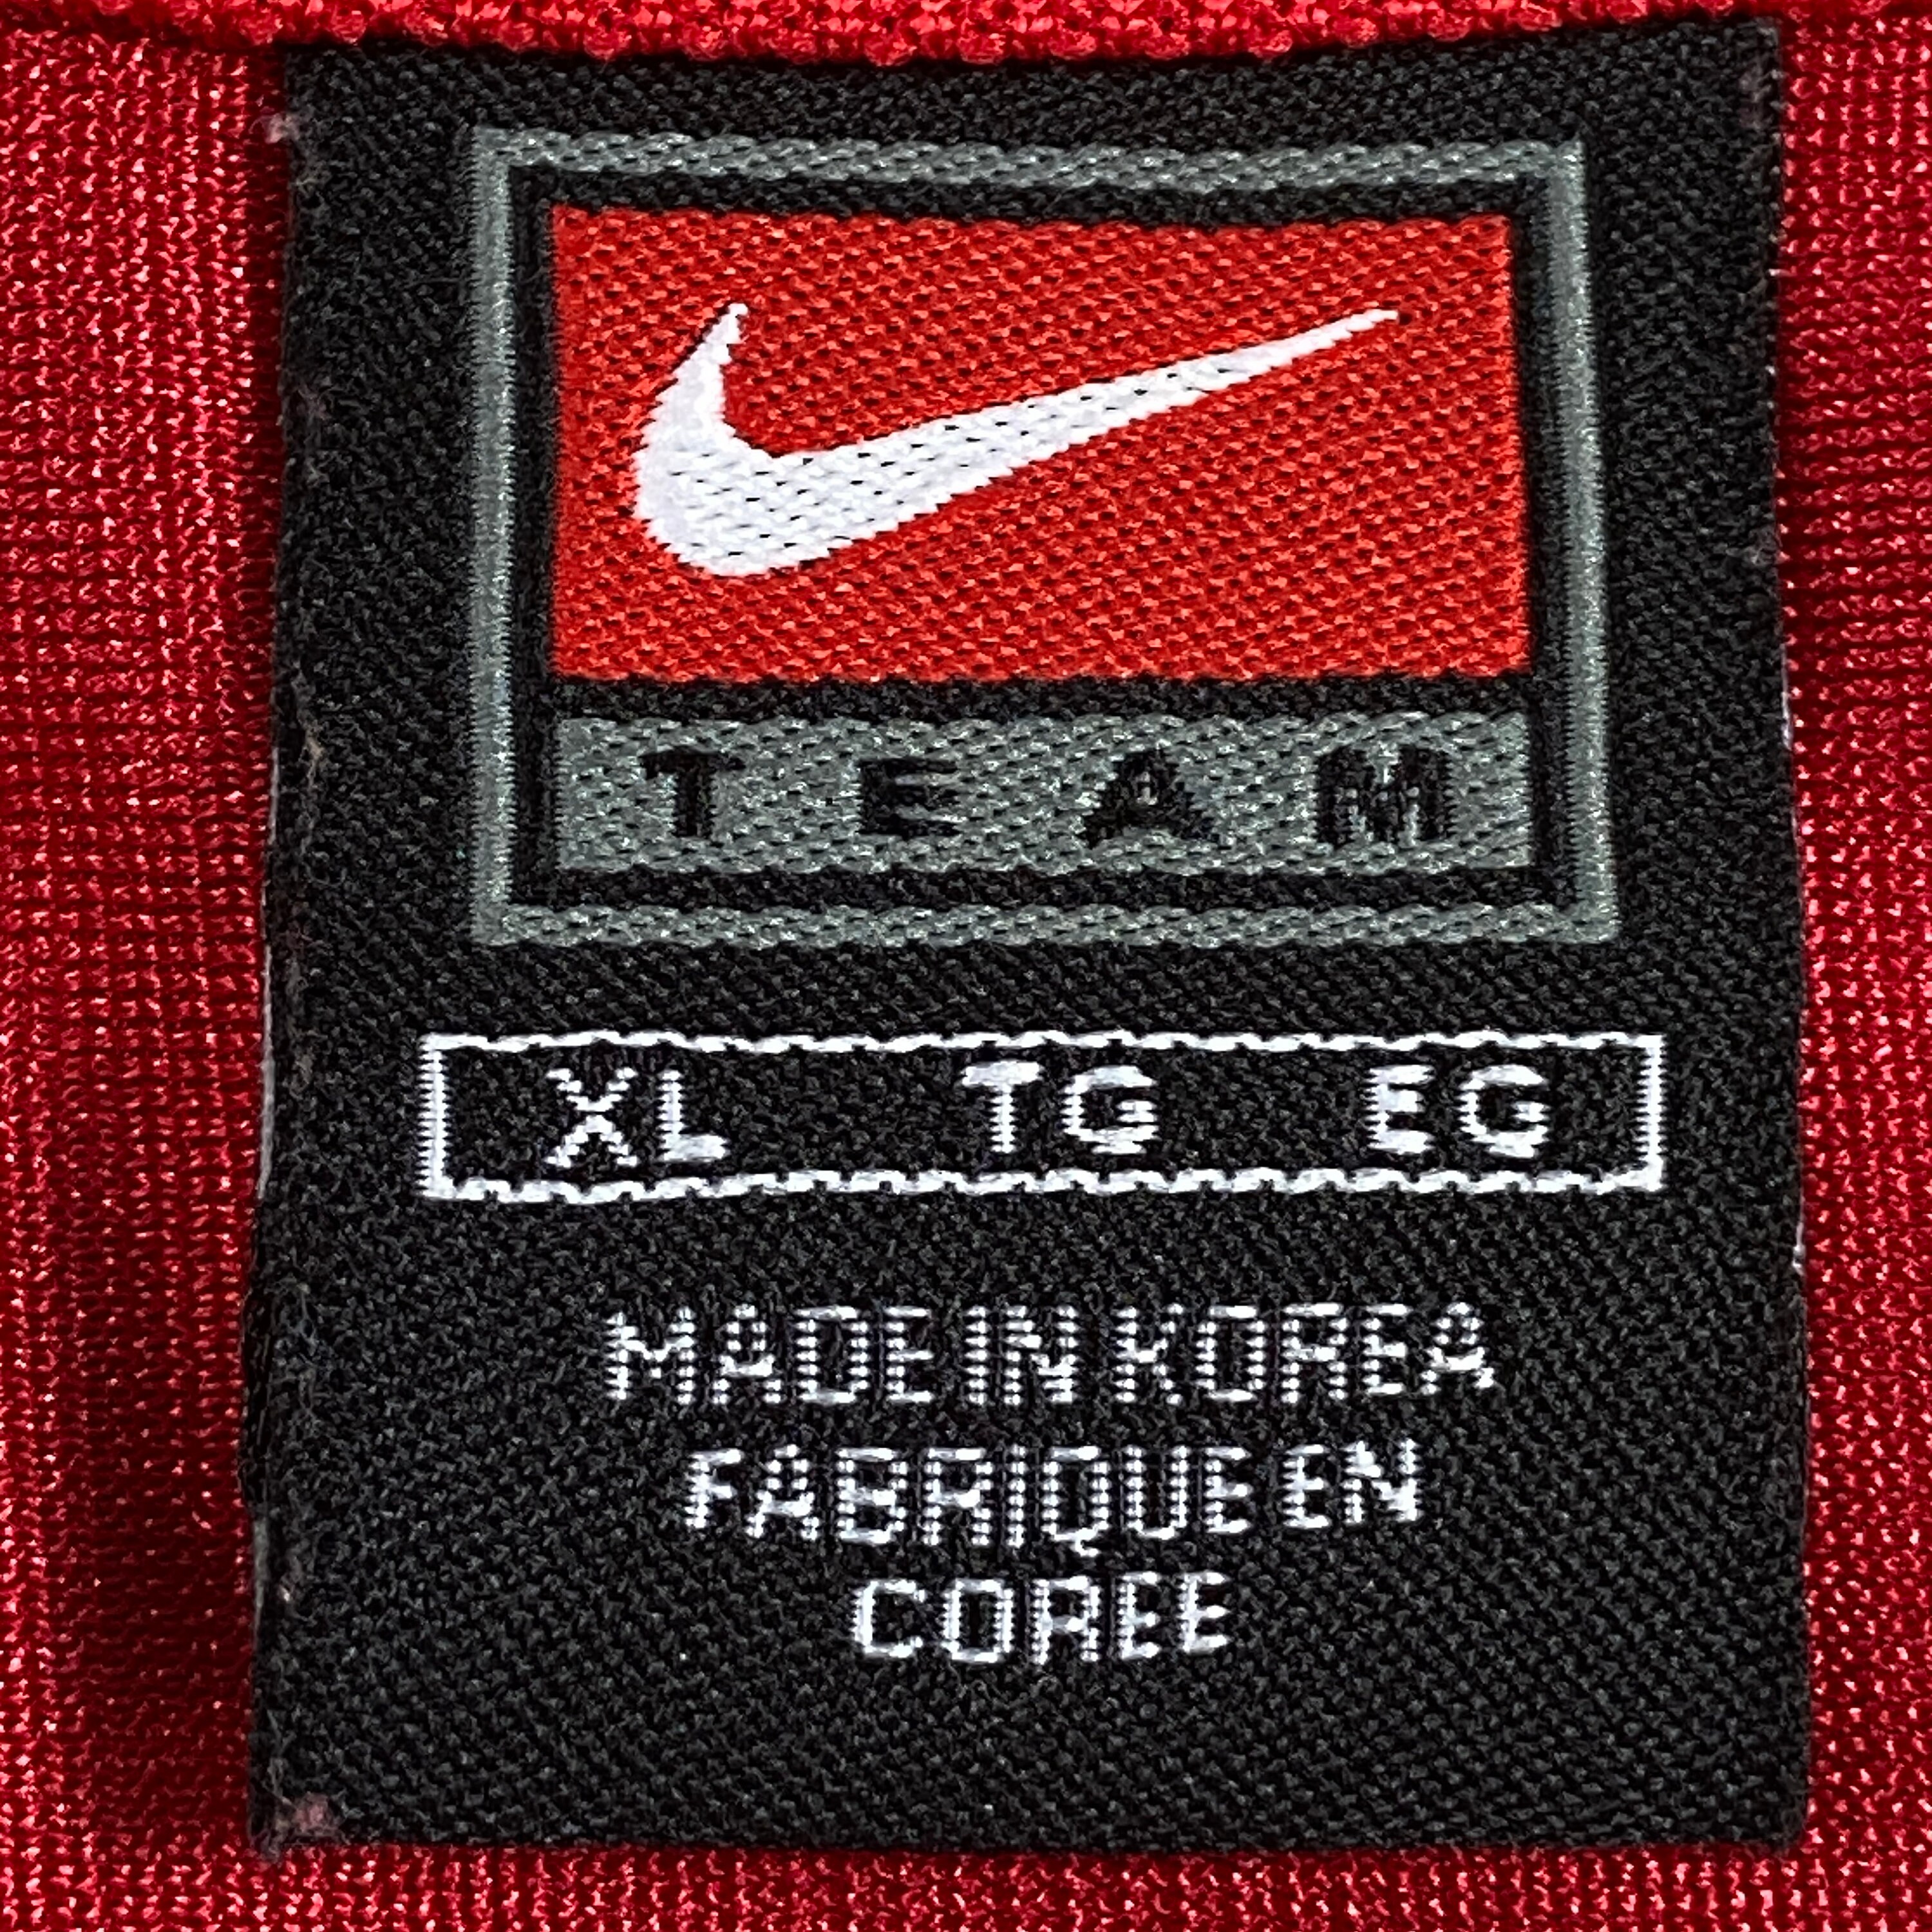 TEAM
XL TG EG
MADE IN KOREA
FABRIQUE EN
COREE